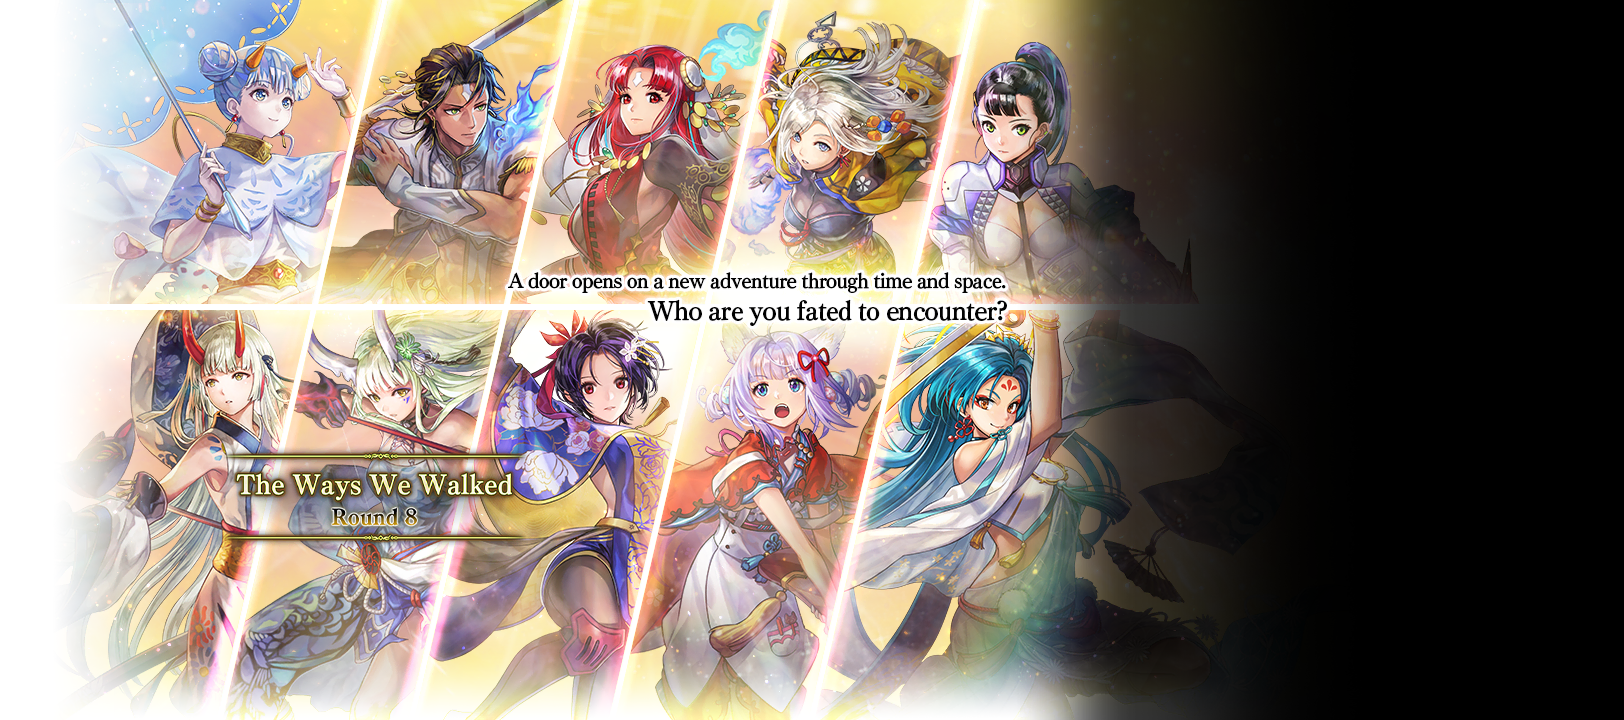 A door opens on a new adventure through time and space.
Who are you fated to encounter?
The Ways We Walked
Round 8